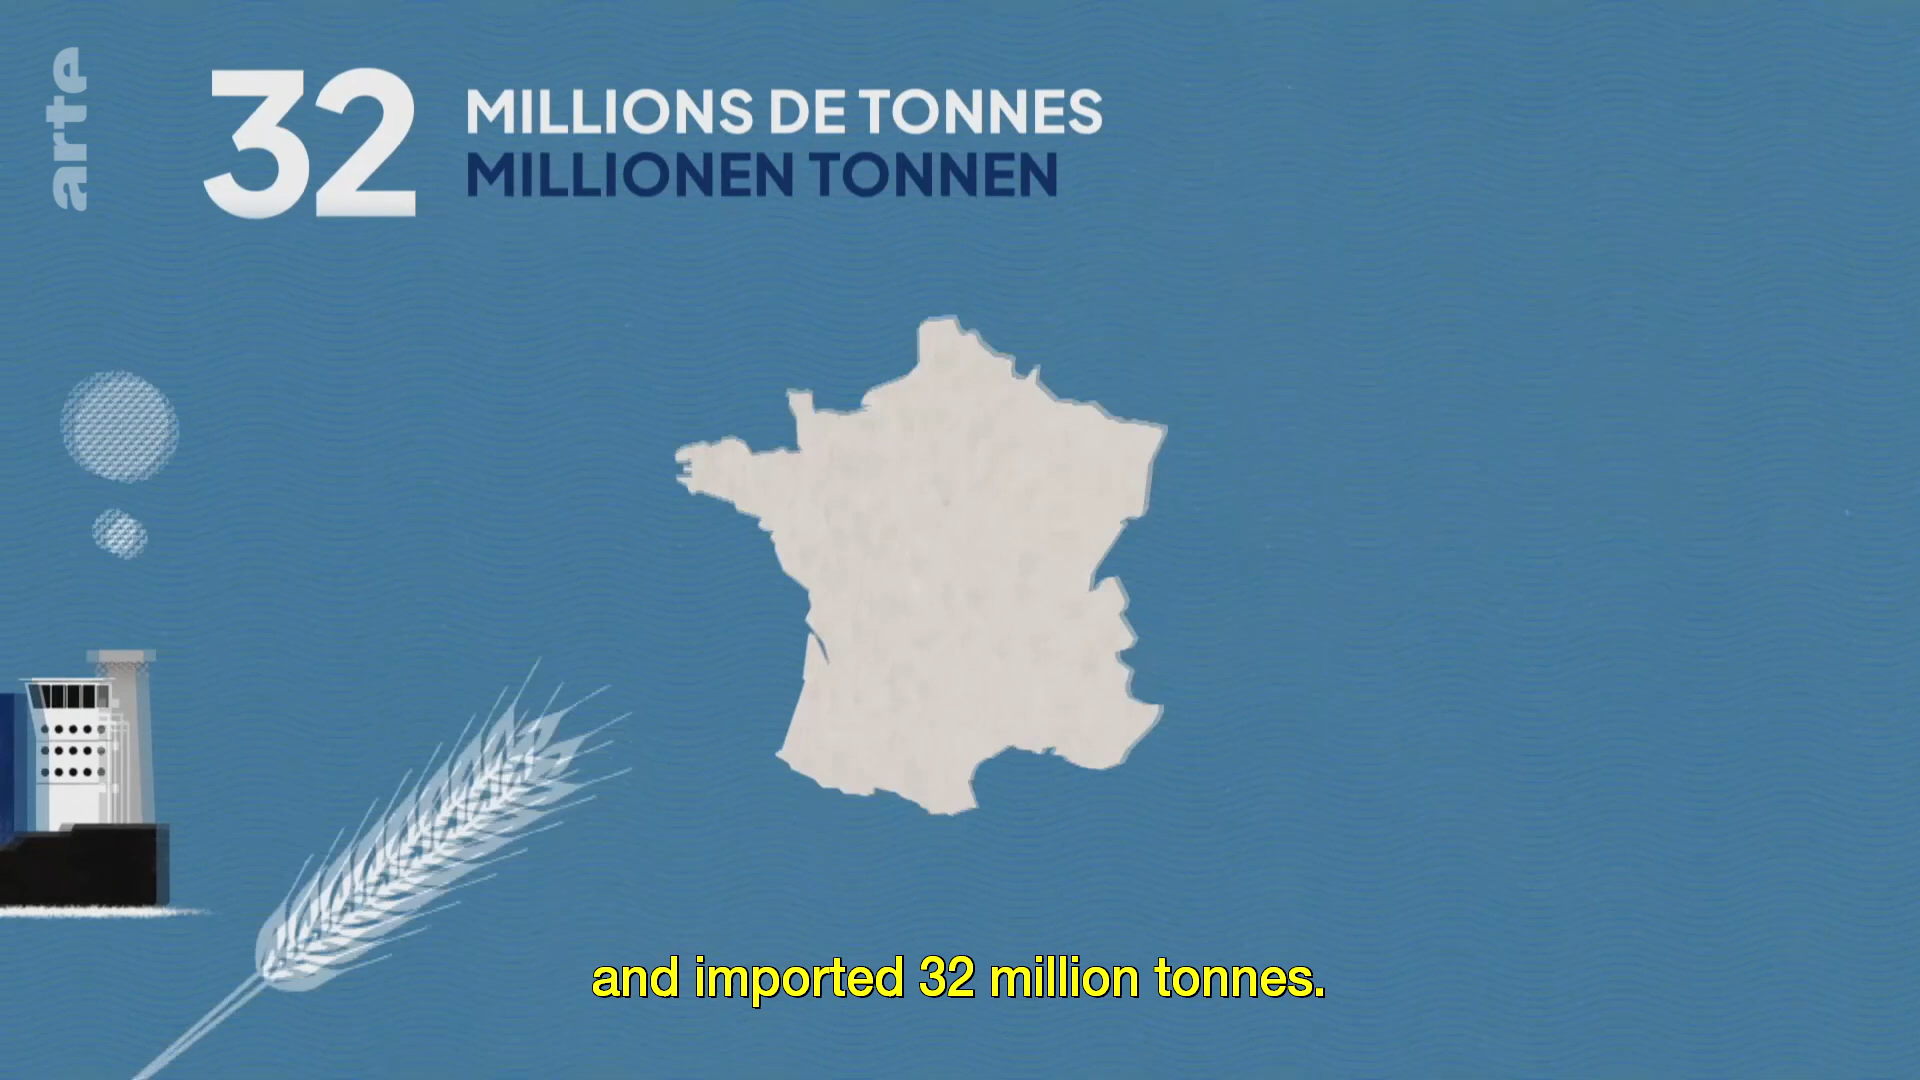 arte
32
MILLIONS DE TONNES
MILLIONEN TONNEN
and imported 32 million tonnes.